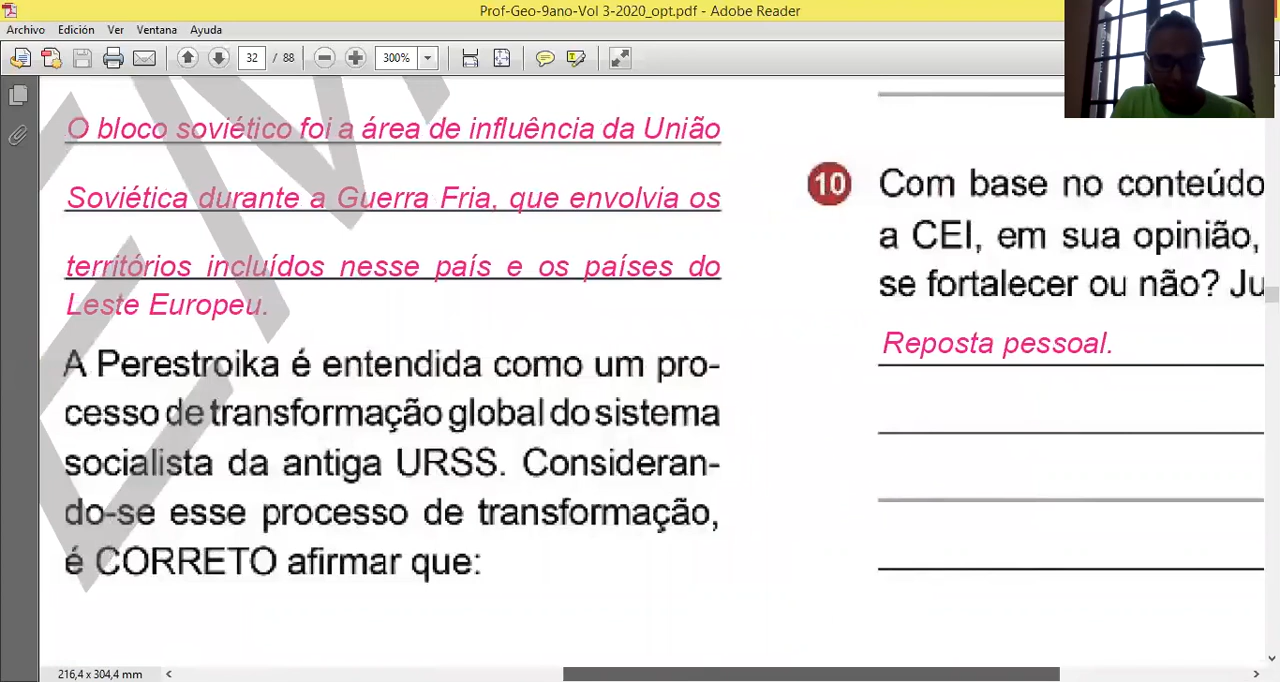 Prof-Geo-9ano-Vol 3-2020_opt.pdf - Adobe Reader
Archivo Edición Ver Ventana Ayuda
32 / 88 300%
O bloco soviético foi a área de influência da União
Soviética durante a Guerra Fria, que envolvia os
territórios incluídos nesse país e os países do
Leste Europeu.
A Perestroika é entendida como um pro-
cesso de transformação global do sistema
socialista da antiga URSS. Consideran-
do-se esse processo de transformação,
é CORRETO afirmar que:
10 Com base no conteúdo
a CEI, em sua opinião,
se fortalecer ou não? Ju
Reposta pessoal.
216,4 x 304,4 mm